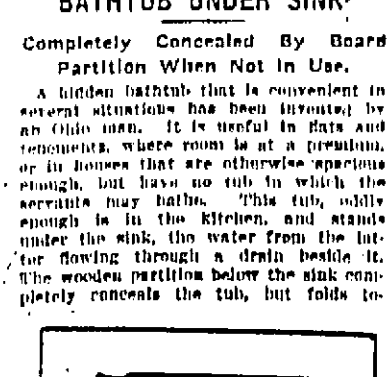 BATHTUB UNDER SINK.
Completely Concealed By Board
Partition When Not In Use.
A hidden bathtub that is convenient in
several situations has been invented by
an Ohio man. It is useful in flats and
tenements, where room is at a premium,
or in houses that are otherwise spacious
enough, but have no tub in which the
servants may bathe. This tub, oddly
enough is in the kitchen, and stands
under the sink, the water from the lat-
ter flowing through a drain beside it.
The wooden partition below the sink com-
pletely conceals the tub, but folds to-